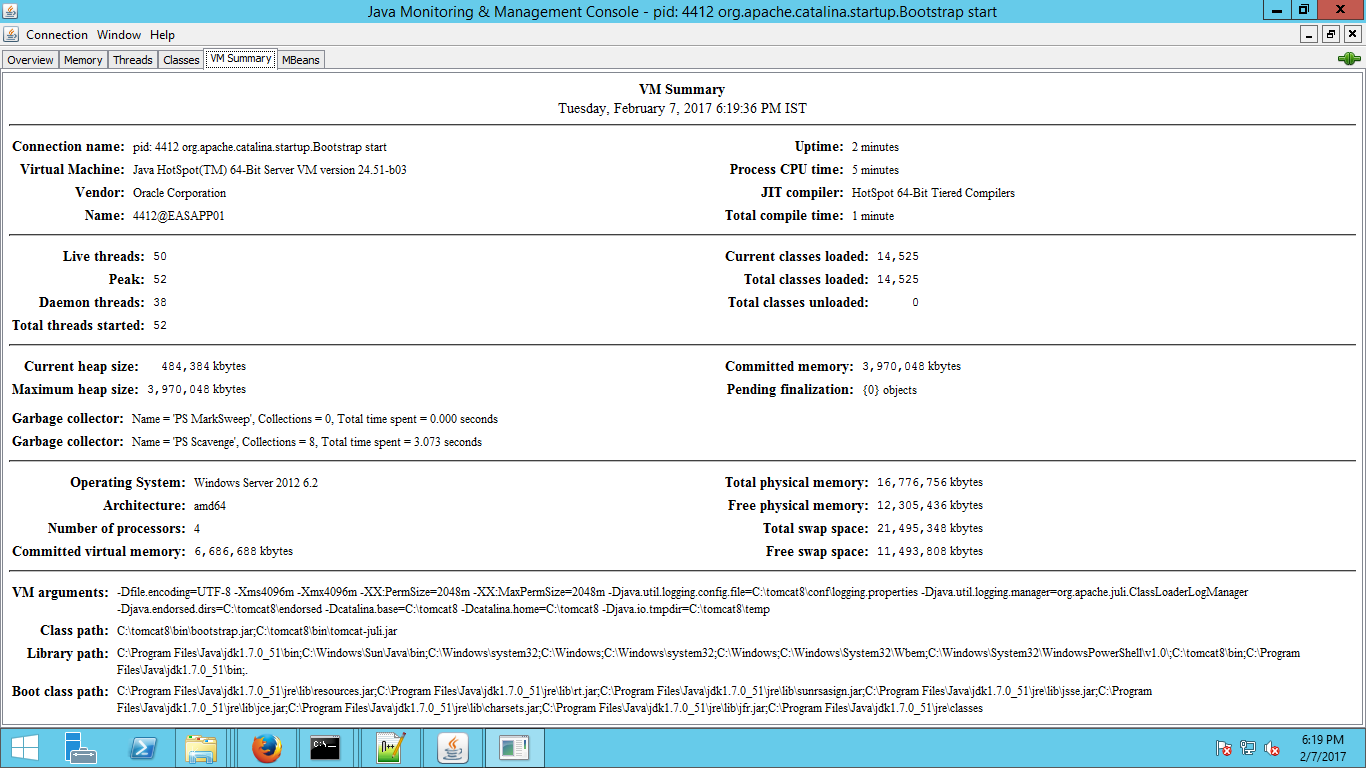 Java Monitoring & Management Console - pid: 4412 org.apache.catalina.startup.Bootstrap start
Connection Window Help
Overview Memory Threads Classes VM Summary MBeans
VM Summary
Tuesday, February 7, 2017 6:19:36 PM IST
Connection name: pid: 4412 org.apache.catalina.startup.Bootstrap start
Virtual Machine: Java HotSpot(TM) 64-Bit Server VM version 24.51-b03
Vendor: Oracle Corporation
Name: 4412@EASAPP01
Uptime: 2 minutes
Process CPU time: 5 minutes
JIT compiler: HotSpot 64-Bit Tiered Compilers
Total compile time: 1 minute
Live threads: 50
Peak: 52
Daemon threads: 38
Total threads started: 52
Current classes loaded: 14,525
Total classes loaded: 14,525
Total classes unloaded: 0
Current heap size: 484,384 kbytes
Maximum heap size: 3,970,048 kbytes
Committed memory: 3,970,048 kbytes
Pending finalization: {0} objects
Garbage collector: Name = 'PS MarkSweep', Collections = 0, Total time spent = 0.000 seconds
Garbage collector: Name = 'PS Scavenge', Collections = 8, Total time spent = 3.073 seconds
Operating System: Windows Server 2012 6.2
Architecture: amd64
Number of processors: 4
Committed virtual memory: 6,686,688 kbytes
Total physical memory: 16,776,756 kbytes
Free physical memory: 12,305,436 kbytes
Total swap space: 21,495,348 kbytes
Free swap space: 11,493,808 kbytes
VM arguments: -Dfile.encoding=UTF-8 -Xms4096m -Xmx4096m -XX:PermSize=2048m -XX:MaxPermSize=2048m -Djava.util.logging.config.file=C:\tomcat8\conf\logging.properties -Djava.util.logging.manager=org.apache.juli.ClassLoaderLogManager
-Djava.endorsed.dirs=C:\tomcat8\endorsed -Dcatalina.base=C:\tomcat8 -Dcatalina.home=C:\tomcat8 -Djava.io.tmpdir=C:\tomcat8\temp
Class path: C:\tomcat8\bin\bootstrap.jar;C:\tomcat8\bin\tomcat-juli.jar
Library path: C:\Program Files\Java\jdk1.7.0_51\bin;C:\Windows\Sun\Java\bin;C:\Windows\system32;C:\Windows;C:\Windows\system32;C:\Windows;C:\Windows\System32\Wbem;C:\Windows\System32\WindowsPowerShell\v1.0\;C:\tomcat8\bin;C:\Program
Files\Java\jdk1.7.0_51\bin;.
Boot class path: C:\Program Files\Java\jdk1.7.0_51\jre\lib\resources.jar;C:\Program Files\Java\jdk1.7.0_51\jre\lib\rt.jar;C:\Program Files\Java\jdk1.7.0_51\jre\lib\sunrsasign.jar;C:\Program Files\Java\jdk1.7.0_51\jre\lib\jsse.jar;C:\Program
Files\Java\jdk1.7.0_51\jre\lib\jce.jar;C:\Program Files\Java\jdk1.7.0_51\jre\lib\charsets.jar;C:\Program Files\Java\jdk1.7.0_51\jre\lib\jfr.jar;C:\Program Files\Java\jdk1.7.0_51\jre\classes
6:19 PM
2/7/2017